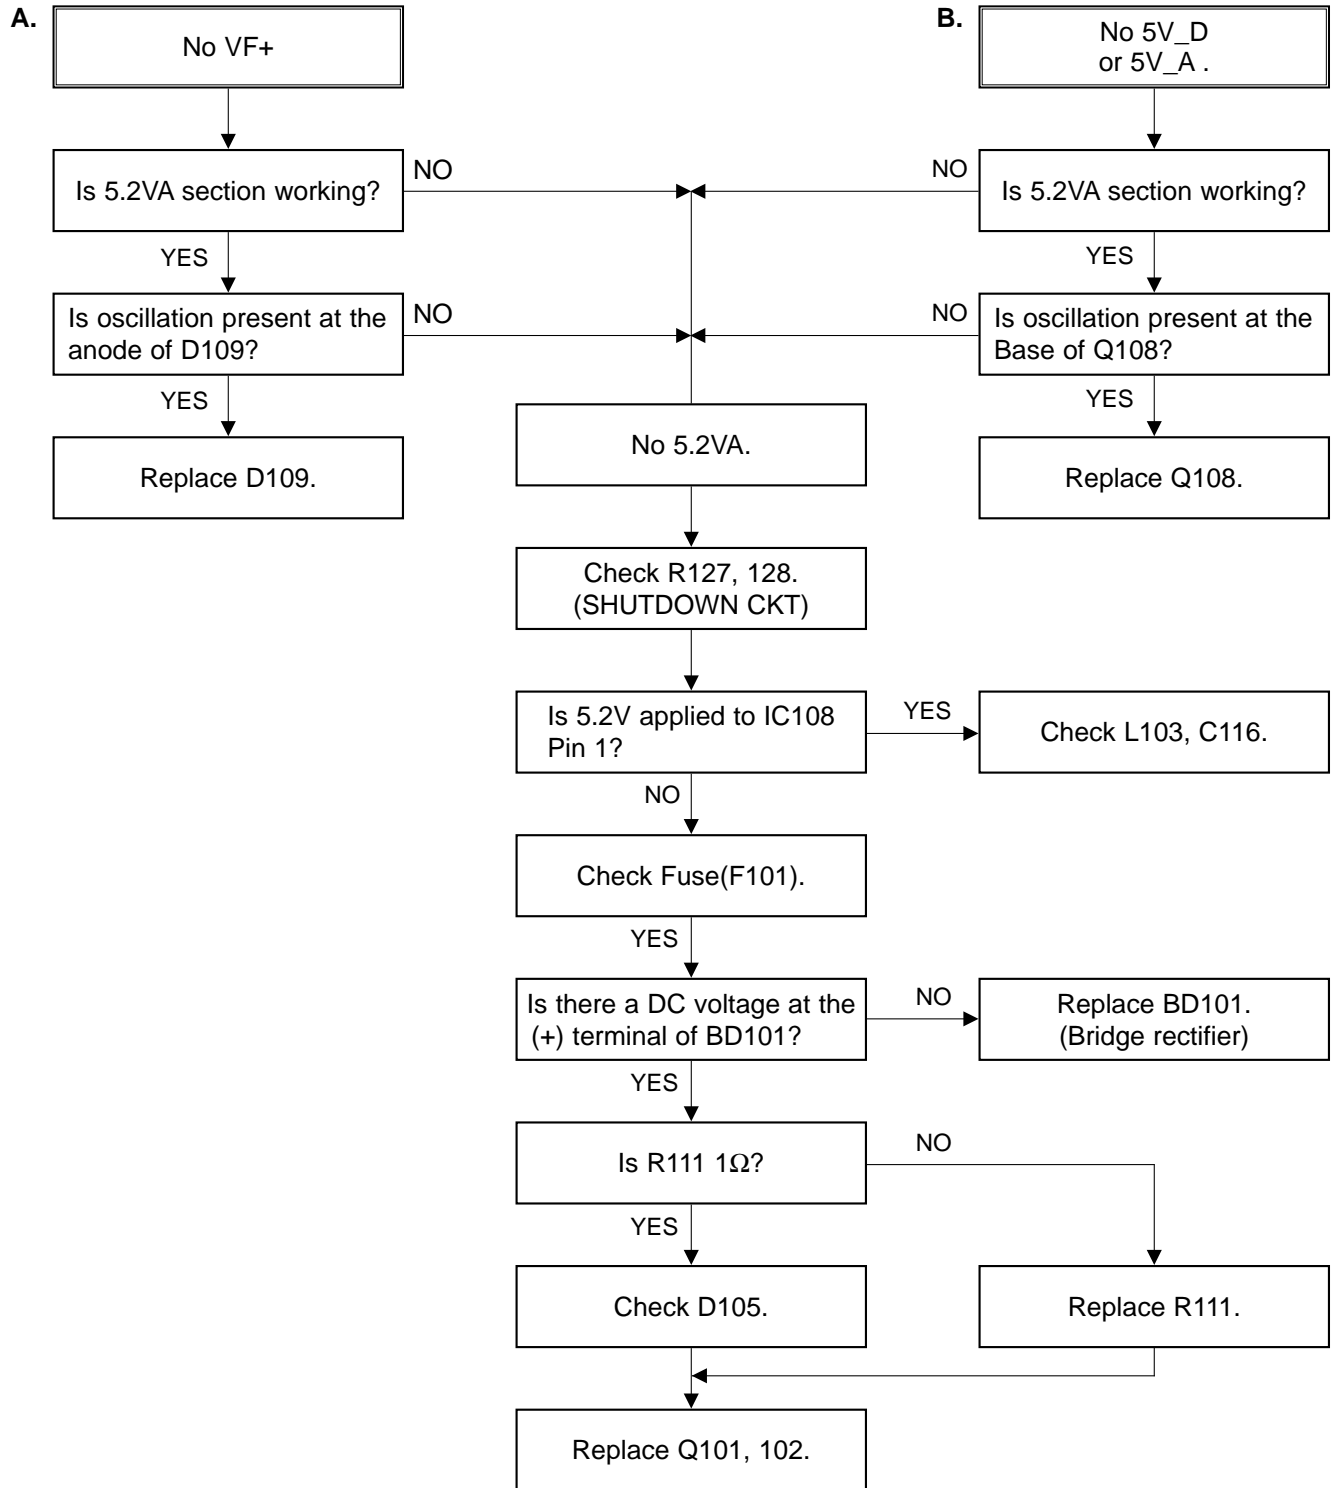 A.
No VF+
B.
No 5V_D
or 5V_A .
Is 5.2VA section working?
NO
NO
Is 5.2VA section working?
YES
YES
Is oscillation present at the
anode of D109?
NO
NO
Is oscillation present at the
Base of Q108?
YES
YES
Replace D109.
No 5.2VA.
Replace Q108.
Check R127, 128.
(SHUTDOWN CKT)
Is 5.2V applied to IC108
Pin 1?
YES
Check L103, C116.
NO
Check Fuse(F101).
YES
Is there a DC voltage at the
(+) terminal of BD101?
NO
Replace BD101.
(Bridge rectifier)
YES
Is R111 1Ω?
NO
YES
Check D105.
Replace R111.
Replace Q101, 102.